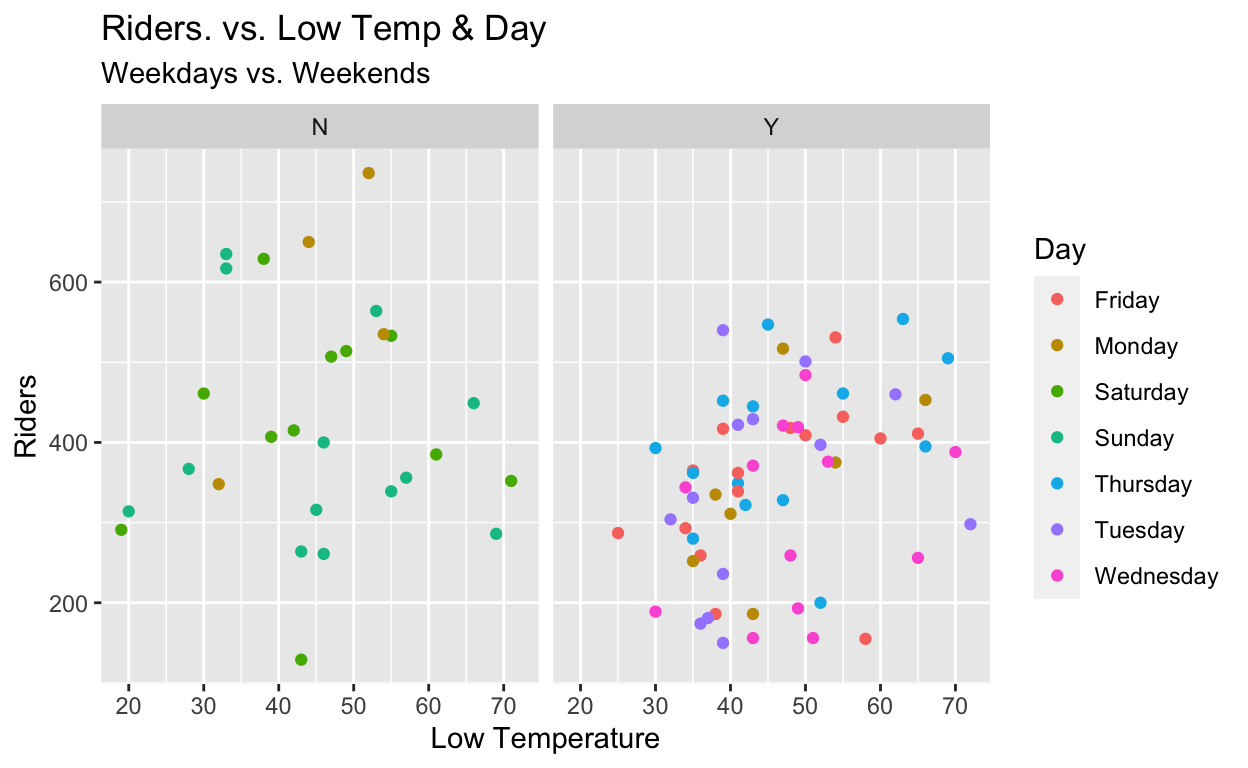 Riders. vs. Low Temp & Day
Weekdays vs. Weekends
N
Y
600
400
200
Riders
20 30 40 50 60 70
20 30 40 50 60 70
Low Temperature
Day
Friday
Monday
Saturday
Sunday
Thursday
Tuesday
Wednesday